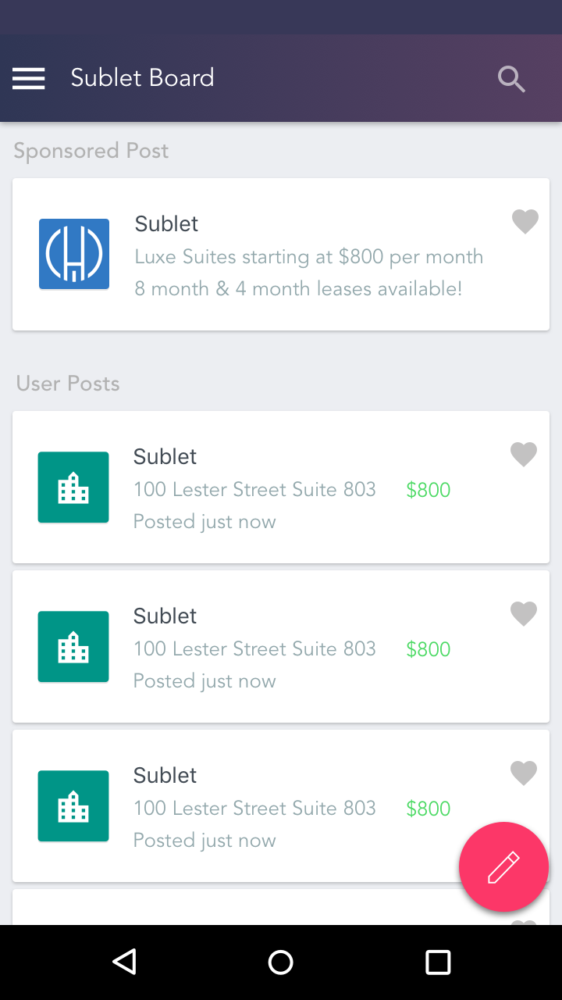 Sublet Board
Sponsored Post
Sublet
Luxe Suites starting at $800 per month
8 month & 4 month leases available!
User Posts
Sublet
100 Lester Street Suite 803 $800
Posted just now
Sublet
100 Lester Street Suite 803 $800
Posted just now
Sublet
100 Lester Street Suite 803 $800
Posted just now